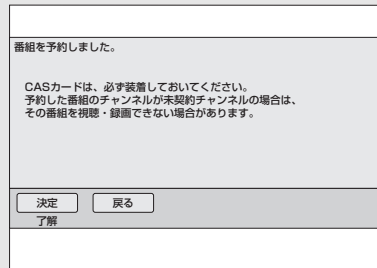 番組を予約しました。
CASカードは、必ず装着しておいてください。
予約した番組のチャンネルが未契約チャンネルの場合は、
その番組を視聴・録画できない場合があります。
決定 戻る
了解